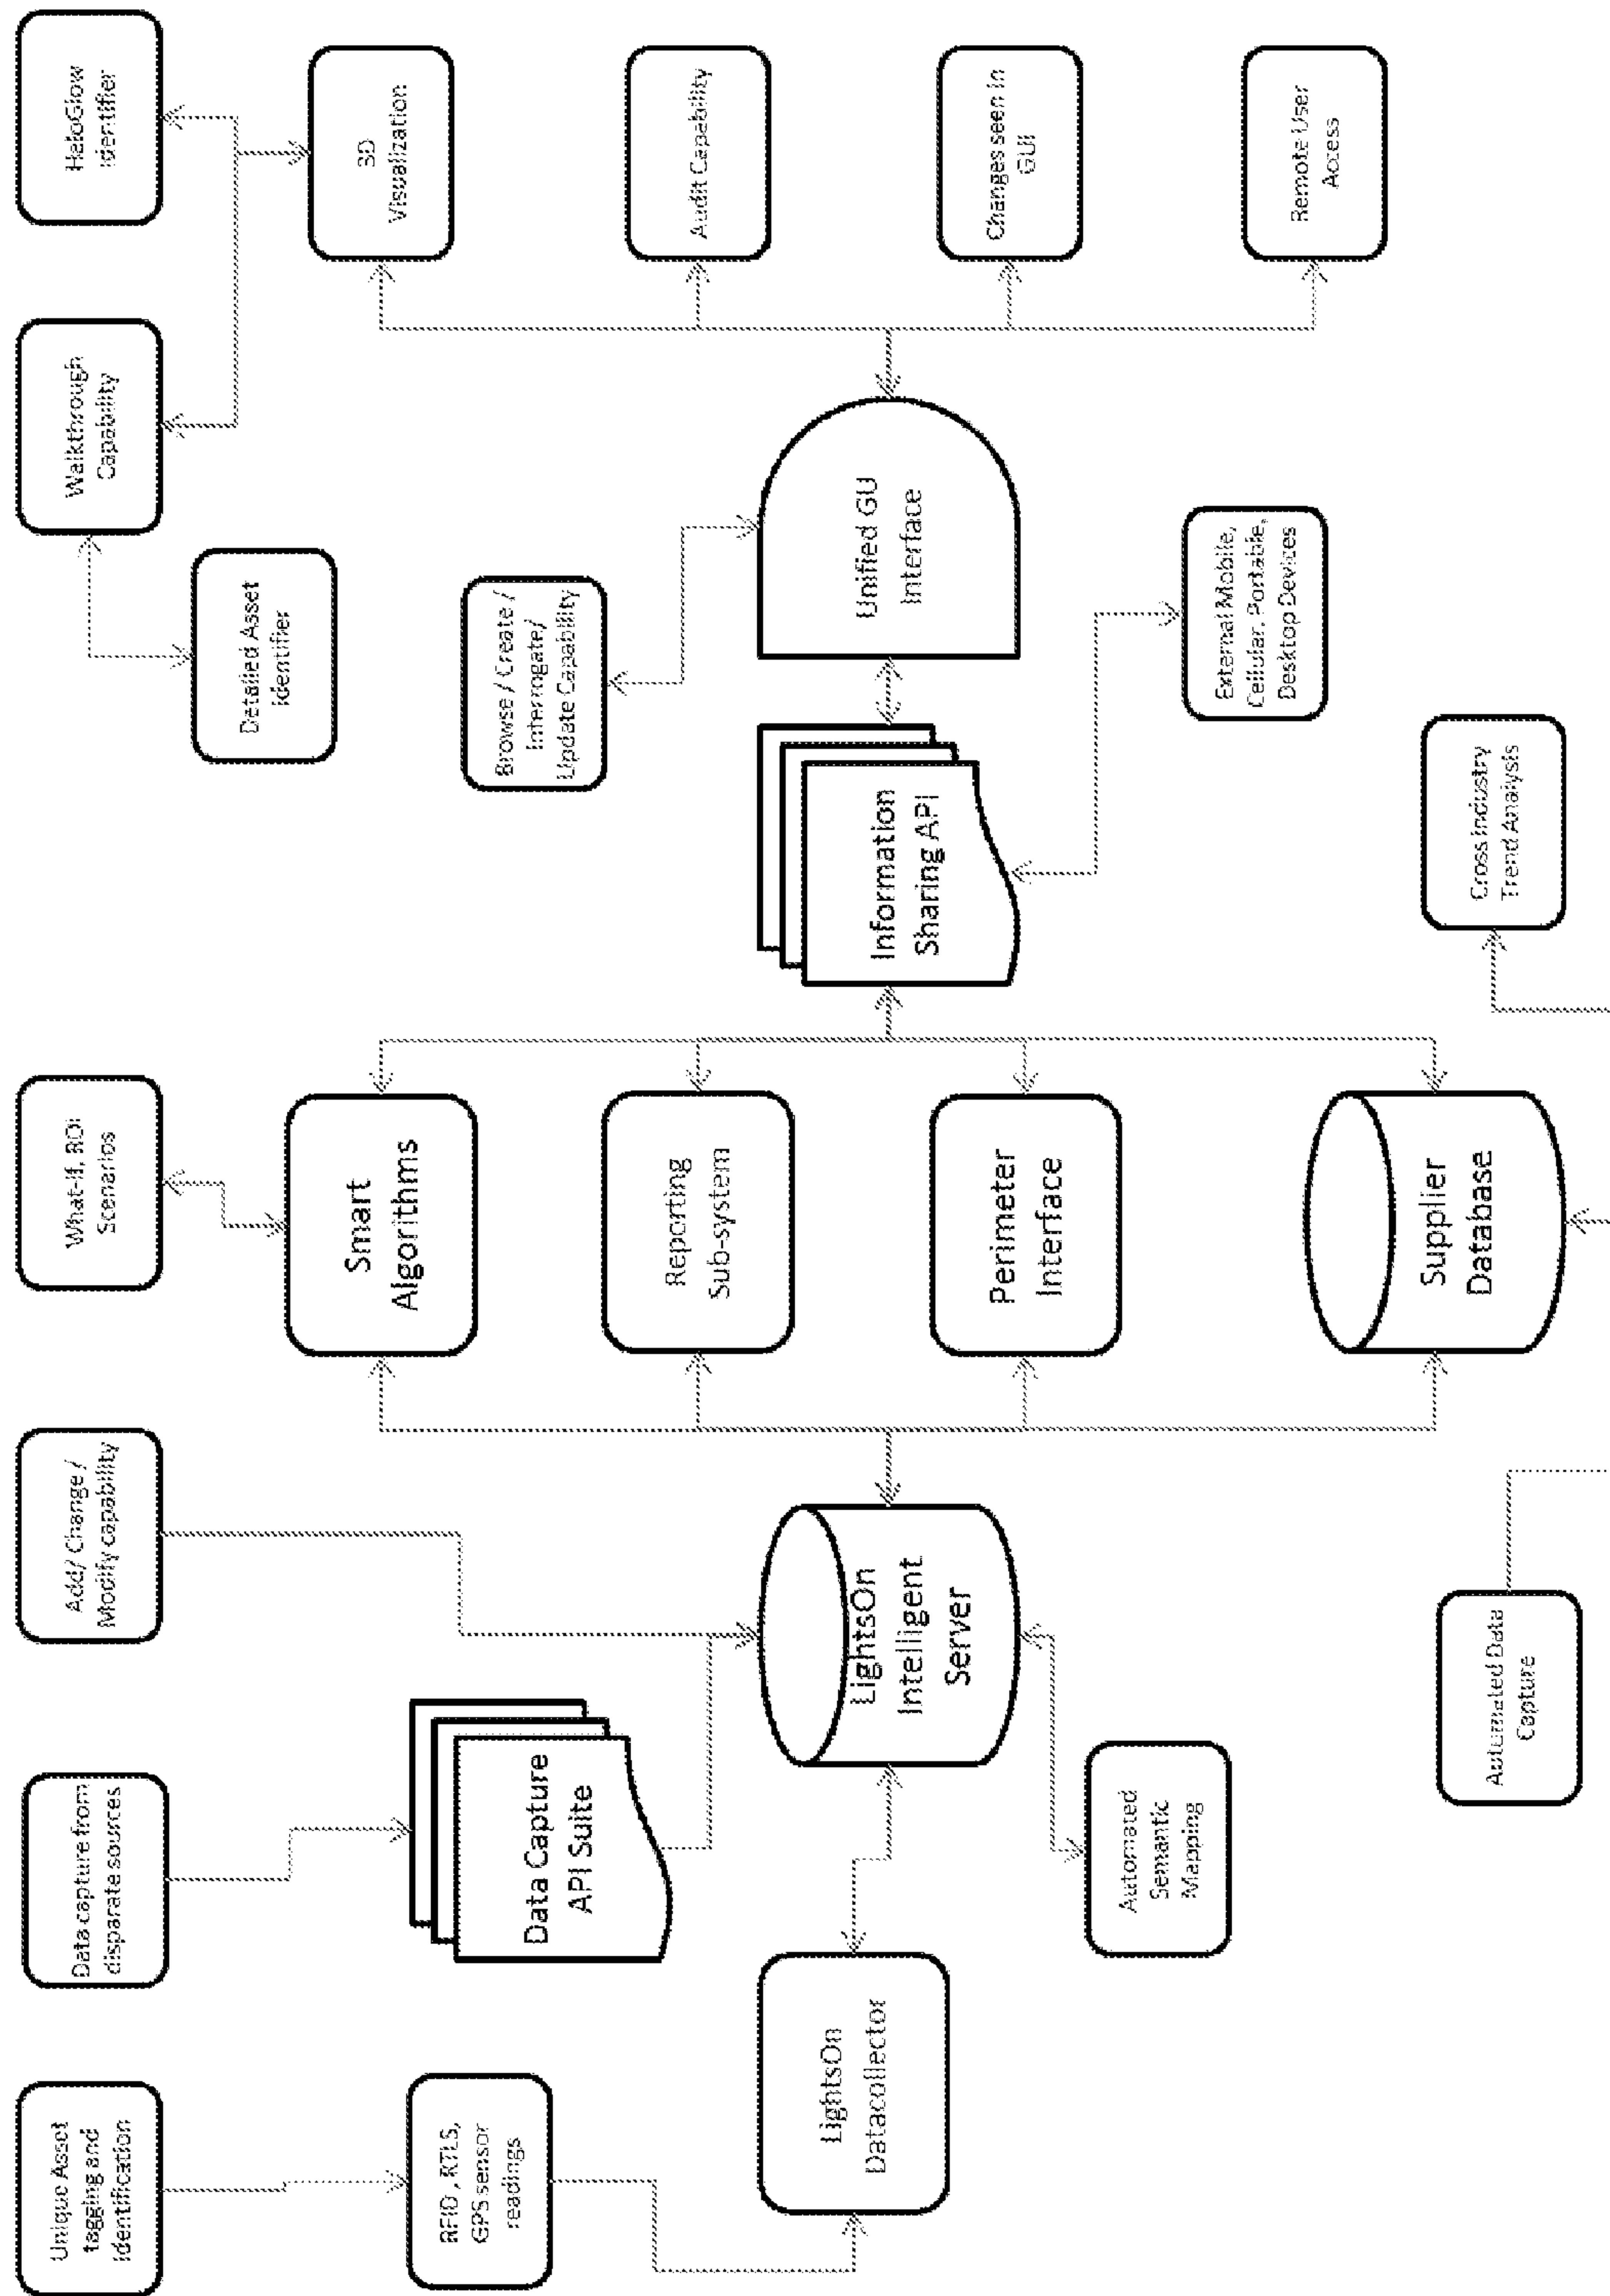 Unique Asset
tagging and
identification
Data capture from
disparate sources
Add/ Change /
Modify capability
What-if, ROI
Scenarios
Walkthrough
Capability
HaloGlow
Identifier
RFID , RTLS,
GPS sensor
readings
Data Capture
API Suite
Smart
Algorithms
Detailed Asset
Identifier
3D
Visualization
Browse / Create /
Interrogate/
Update Capability
Reporting
Sub-system
Audit Capability
LightsOn
Datacollector
LightsOn
Intelligent
Server
Perimeter
Interface
Information
Sharing API
Unified GU
Interface
Changes seen in
GUI
Automated
Semantic
Mapping
External Mobile,
Cellular, Portable,
Desktop Devices
Remote User
Access
Automated Data
Capture
Supplier
Database
Cross Industry
Trend Analysis